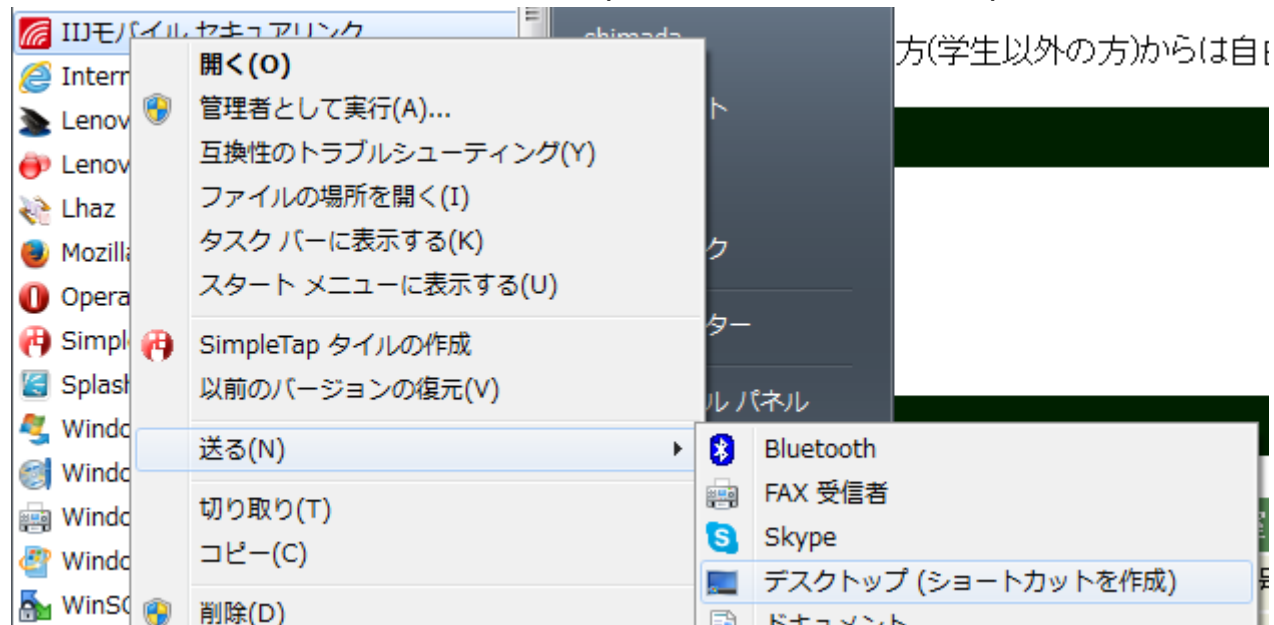 IIJモバイル セキュアリンク
Intern
Lenov
Lenov
Lhaz
Mozilla
Opera
Simpl
Splash
Windo
Windo
Windo
Windo
WinSC
開く(O)
管理者として実行(A)...
互換性のトラブルシューティング(Y)
ファイルの場所を開く(I)
タスク バーに表示する(K)
スタート メニューに表示する(U)
SimpleTap タイルの作成
以前のバージョンの復元(V)
送る(N)
切り取り(T)
コピー(C)
削除(D)
shimada
ト
ク
ター
ル パネル
Bluetooth
FAX 受信者
Skype
デスクトップ (ショートカットを作成)
ドキュメント
方(学生以外の方)からは自